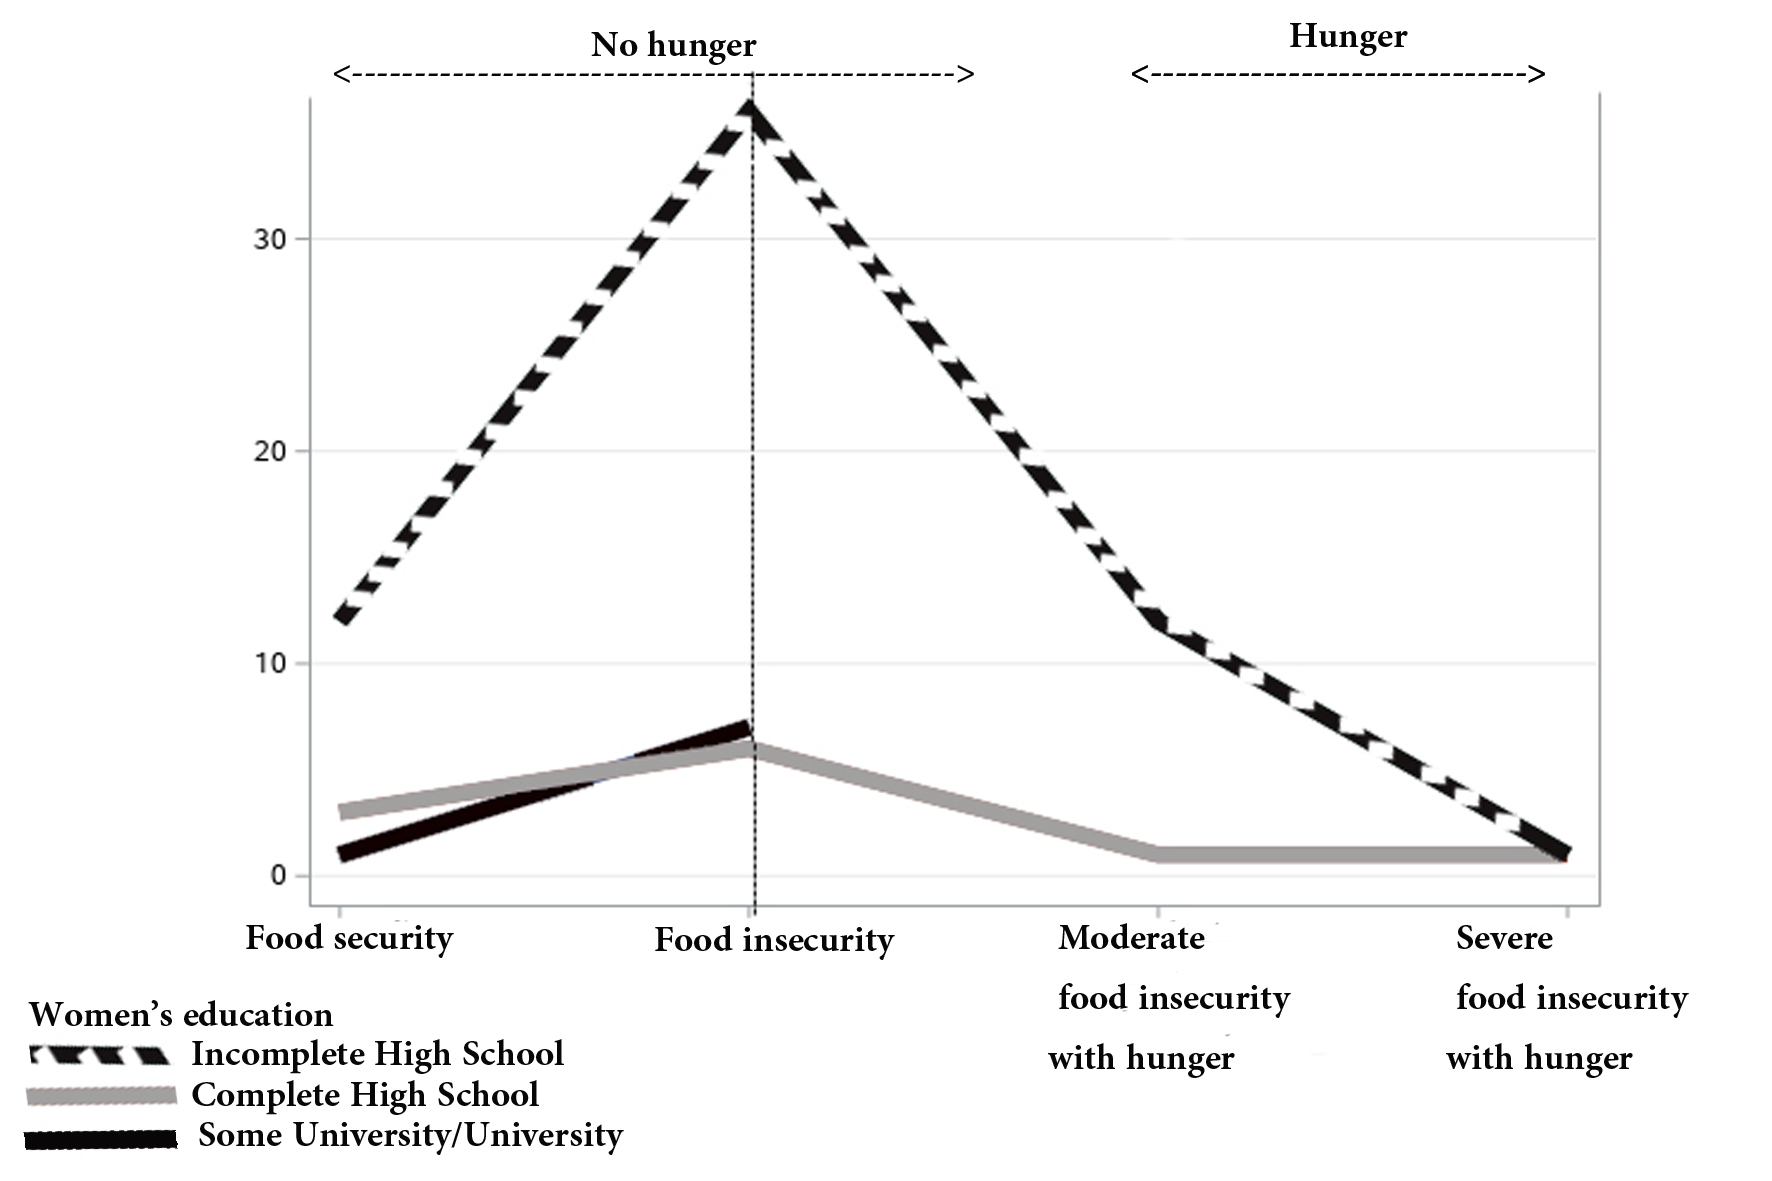 No hunger
Hunger
<------------------------------------------------>
<------------------------------>
30
20
10
0
Food security
Food insecurity
Moderate
food insecurity
with hunger
Severe
food insecurity
with hunger
Women’s education
Incomplete High School
Complete High School
Some University/University